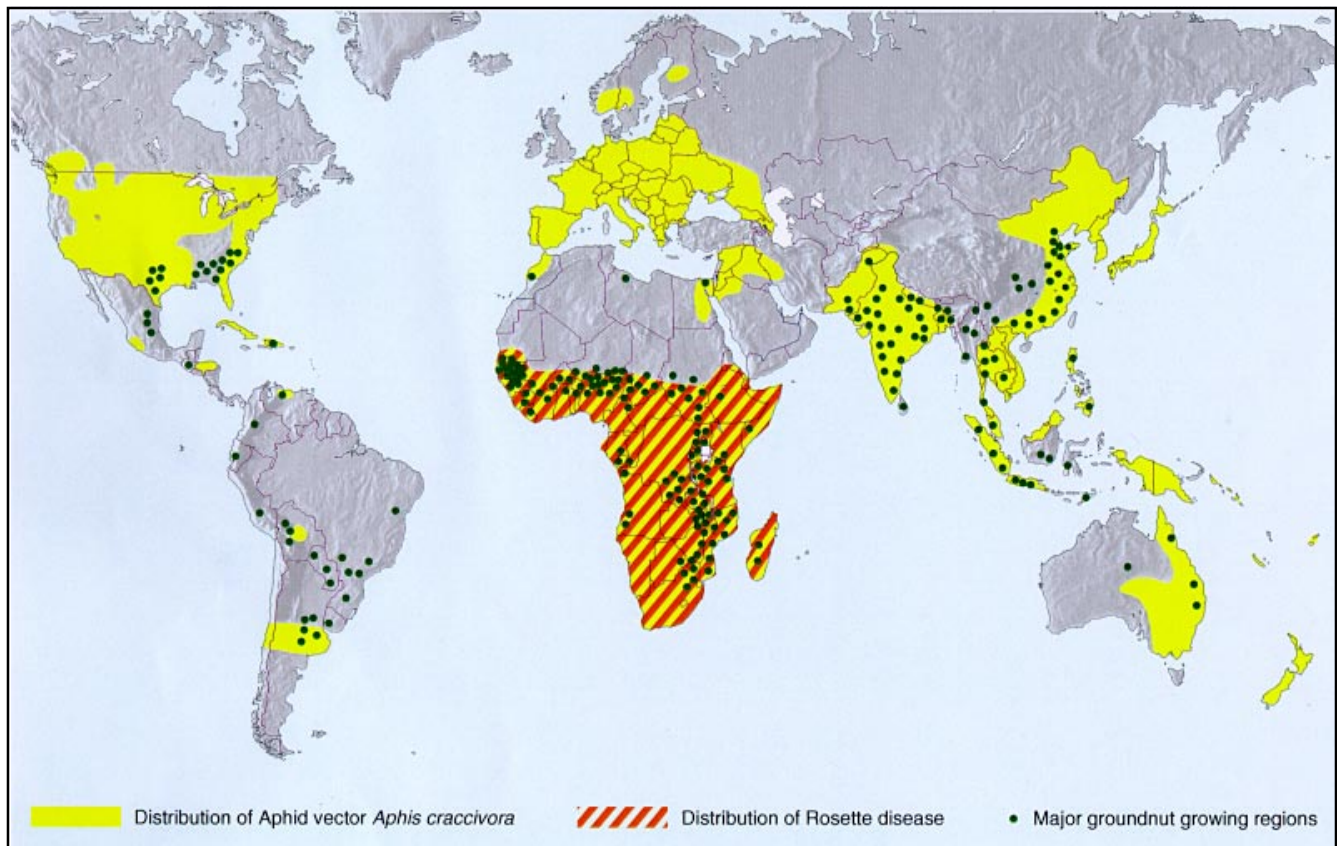 Distribution of Aphid vector Aphis craccivora
Distribution of Rosette disease
Major groundnut growing regions